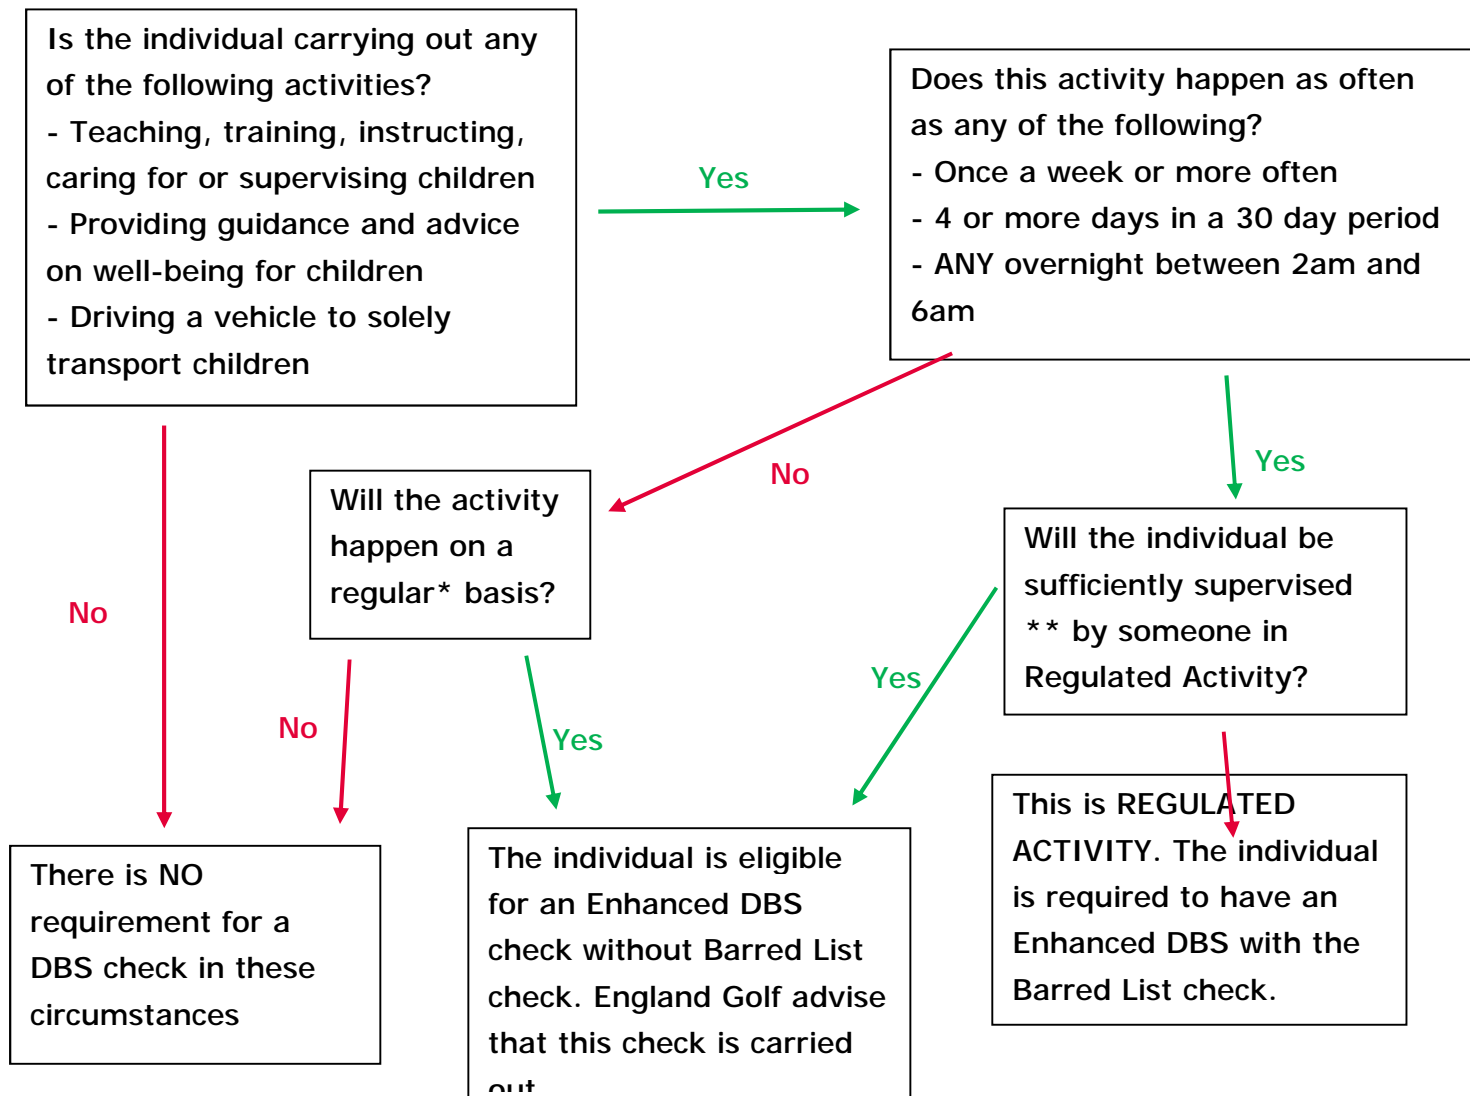 Is the individual carrying out any
of the following activities?
- Teaching, training, instructing,
caring for or supervising children
- Providing guidance and advice
on well-being for children
- Driving a vehicle to solely
transport children
Yes
Does this activity happen as often
as any of the following?
- Once a week or more often
- 4 or more days in a 30 day period
- ANY overnight between 2am and
6am
No
Yes
Will the activity
happen on a
regular* basis?
Will the individual be
sufficiently supervised
** by someone in
Regulated Activity?
No
No
Yes
Yes
There is NO
requirement for a
DBS check in these
circumstances
The individual is eligible
for an Enhanced DBS
check without Barred List
check. England Golf advise
that this check is carried
out
This is REGULATED
ACTIVITY. The individual
is required to have an
Enhanced DBS with the
Barred List check.